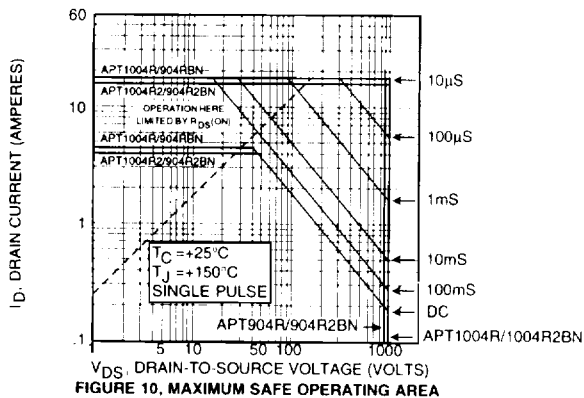 60
APT1004R/904RBN
APT1004R2/904R2BN
OPERATION HERE
LIMITED BY RDS(ON)
APT1004R/904RBN
APT1004R2/904R2BN
10
1
.1
ID, DRAIN CURRENT (AMPERES)
10µS
100µS
1mS
10mS
100mS
DC
TC =+25°C
TJ =+150°C
SINGLE PULSE
APT904R/904R2BN
APT1004R/1004R2BN
1 5 10 50 100 1000
VDS, DRAIN-TO-SOURCE VOLTAGE (VOLTS)
FIGURE 10, MAXIMUM SAFE OPERATING AREA